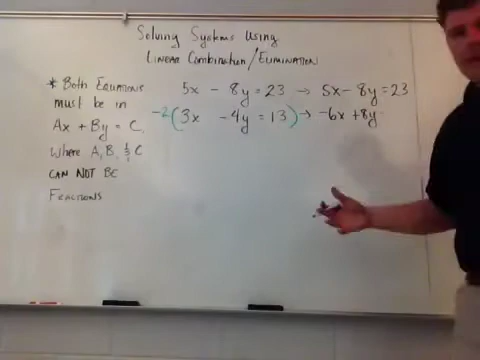 Solving Systems Using
Linear Combination/Elimination
* Both Equations
must be in
Ax + By = C
where A, B, & C
CAN NOT BE
Fractions
5x - 8y = 23 → 5x - 8y = 23
-2(3x - 4y = 13) → -6x + 8y